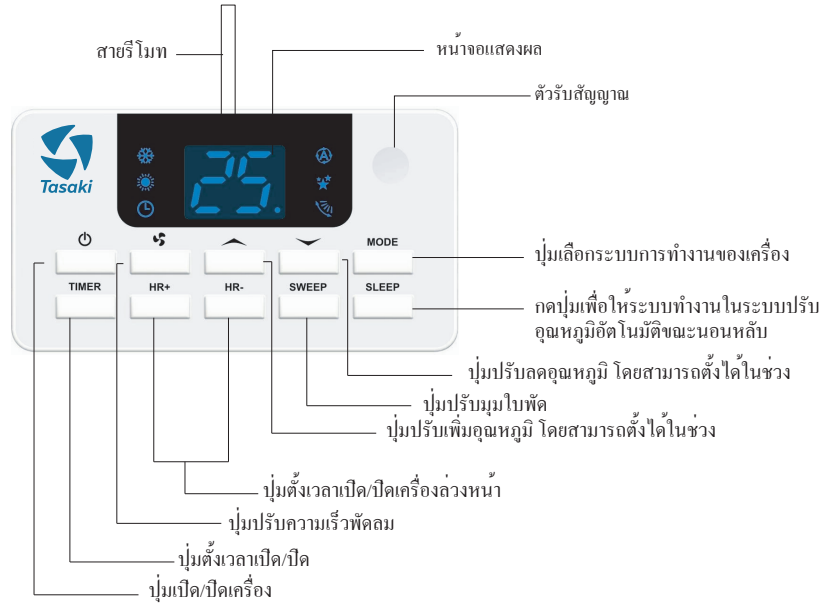 สายรีโมท
หน้าจอแสดงผล
ตัวรับสัญญาณ
Tasaki
25.
A
MODE
TIMER HR+ HR- SWEEP SLEEP
ปุ่มเลือกระบบการทำงานของเครื่อง
กดปุ่มเพื่อให้ระบบทำงานในระบบปรับ
อุณหภูมิอัตโนมัติขณะนอนหลับ
ปุ่มปรับลดอุณหภูมิ โดยสามารถตั้งได้ในช่วง
ปุ่มปรับมุมใบพัด
ปุ่มปรับเพิ่มอุณหภูมิ โดยสามารถตั้งได้ในช่วง
ปุ่มตั้งเวลาเปิด/ปิดเครื่องล่วงหน้า
ปุ่มปรับความเร็วพัดลม
ปุ่มตั้งเวลาเปิด/ปิด
ปุ่มเปิด/ปิดเครื่อง